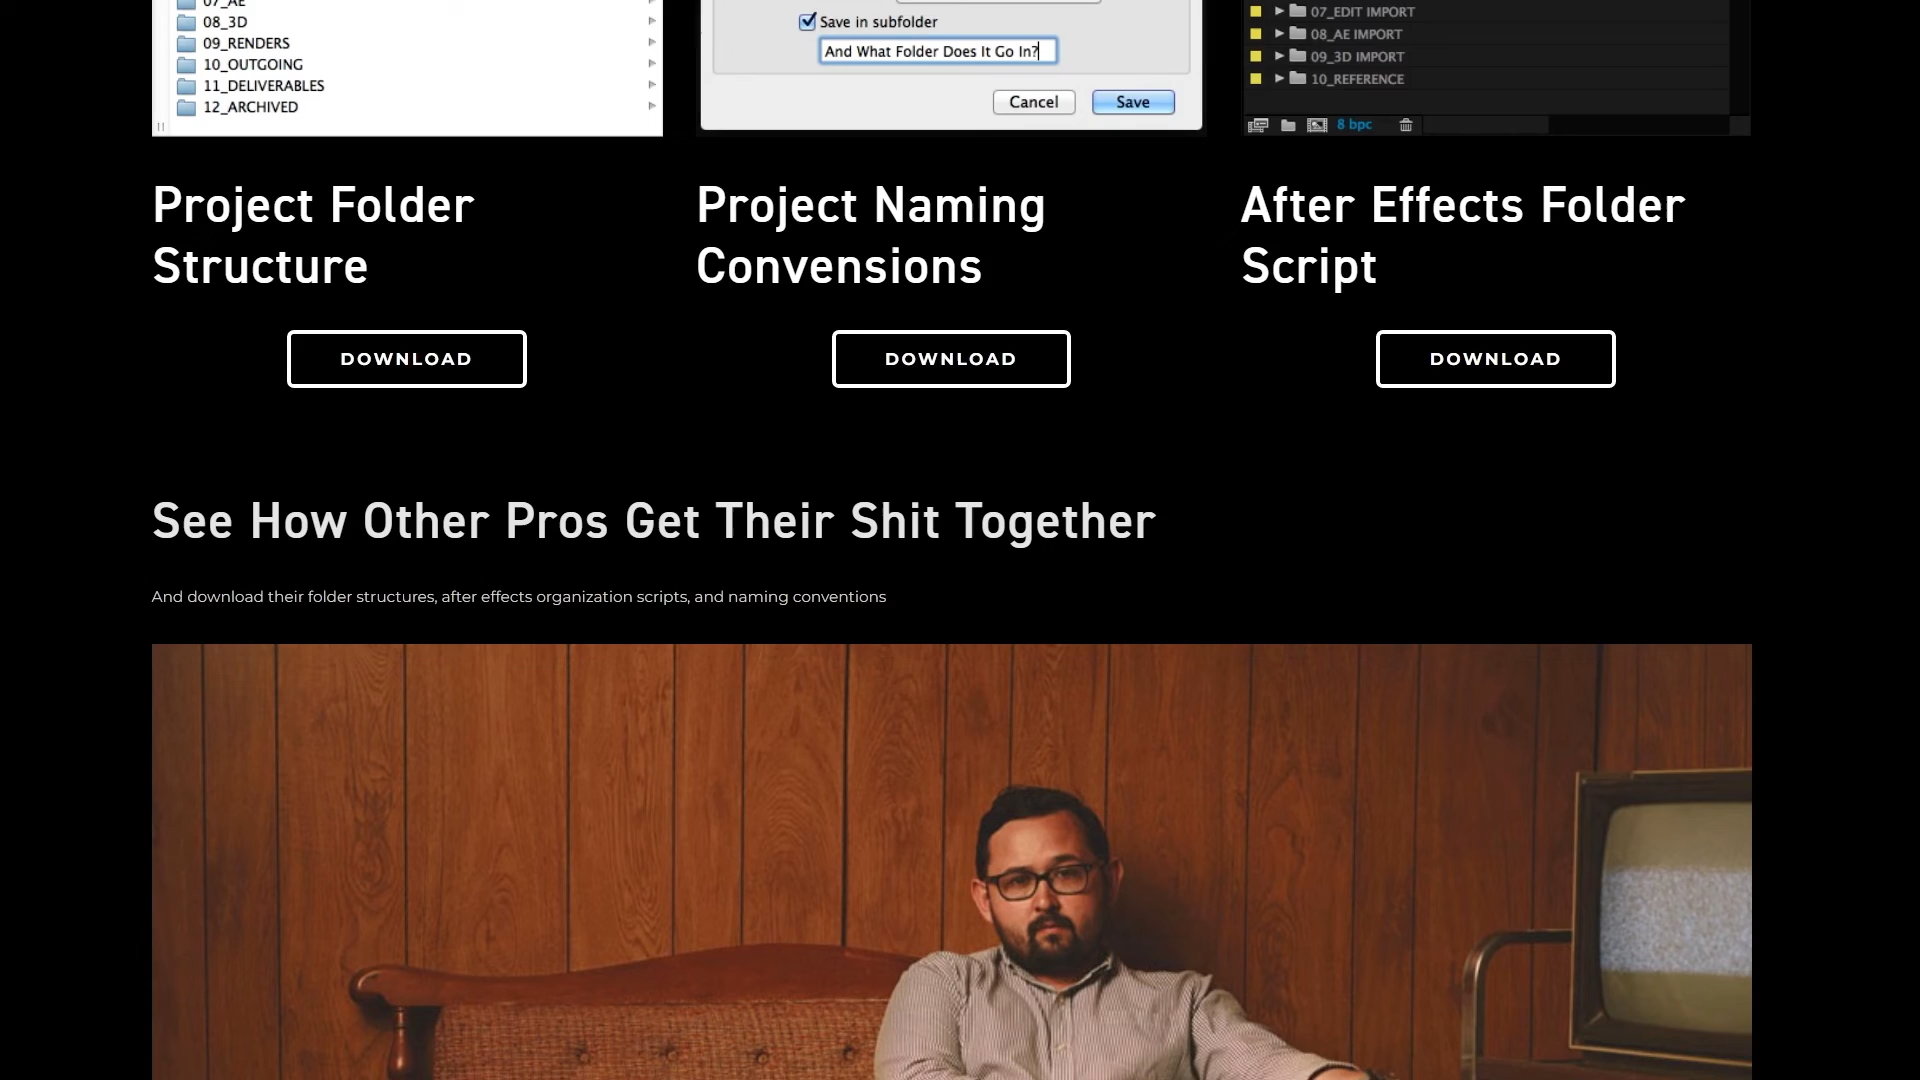 07_AE
08_3D
09_RENDERS
10_OUTGOING
11_DELIVERABLES
12_ARCHIVED
Save in subfolder
And What Folder Does It Go In?
Cancel
Save
07_EDIT IMPORT
08_AE IMPORT
09_3D IMPORT
10_REFERENCE
8 bpc
Project Folder
Structure
Project Naming
Convensions
After Effects Folder
Script
DOWNLOAD
DOWNLOAD
DOWNLOAD
See How Other Pros Get Their Shit Together
And download their folder structures, after effects organization scripts, and naming conventions